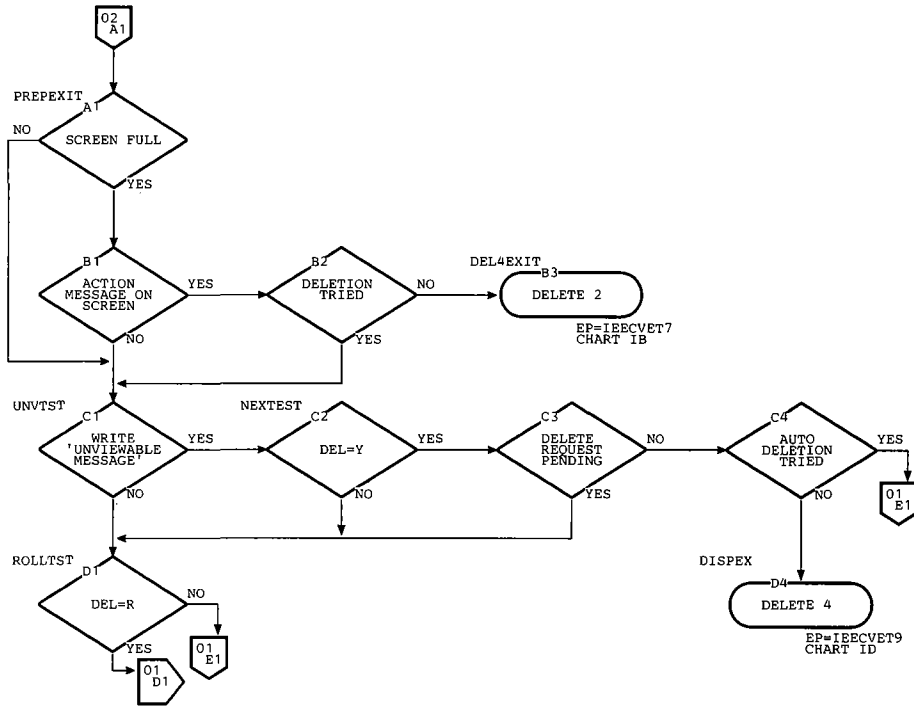 02
A1
PREPEXIT
A1
NO
SCREEN FULL
YES
B1
ACTION
MESSAGE ON
SCREEN
YES
NO
B2
DELETION
TRIED
NO
YES
DEL4EXIT
B3
DELETE 2
EP=IEECVET7
CHART IB
UNVTST
C1
WRITE
'UNVIEWABLE
MESSAGE'
YES
NO
NEXTEST
C2
DEL=Y
YES
NO
C3
DELETE
REQUEST
PENDING
NO
YES
C4
AUTO
DELETION
TRIED
YES
NO
01
E1
ROLLTST
D1
DEL=R
NO
YES
01
E1
01
D1
DISPEX
D4
DELETE 4
EP=IEECVET9
CHART ID